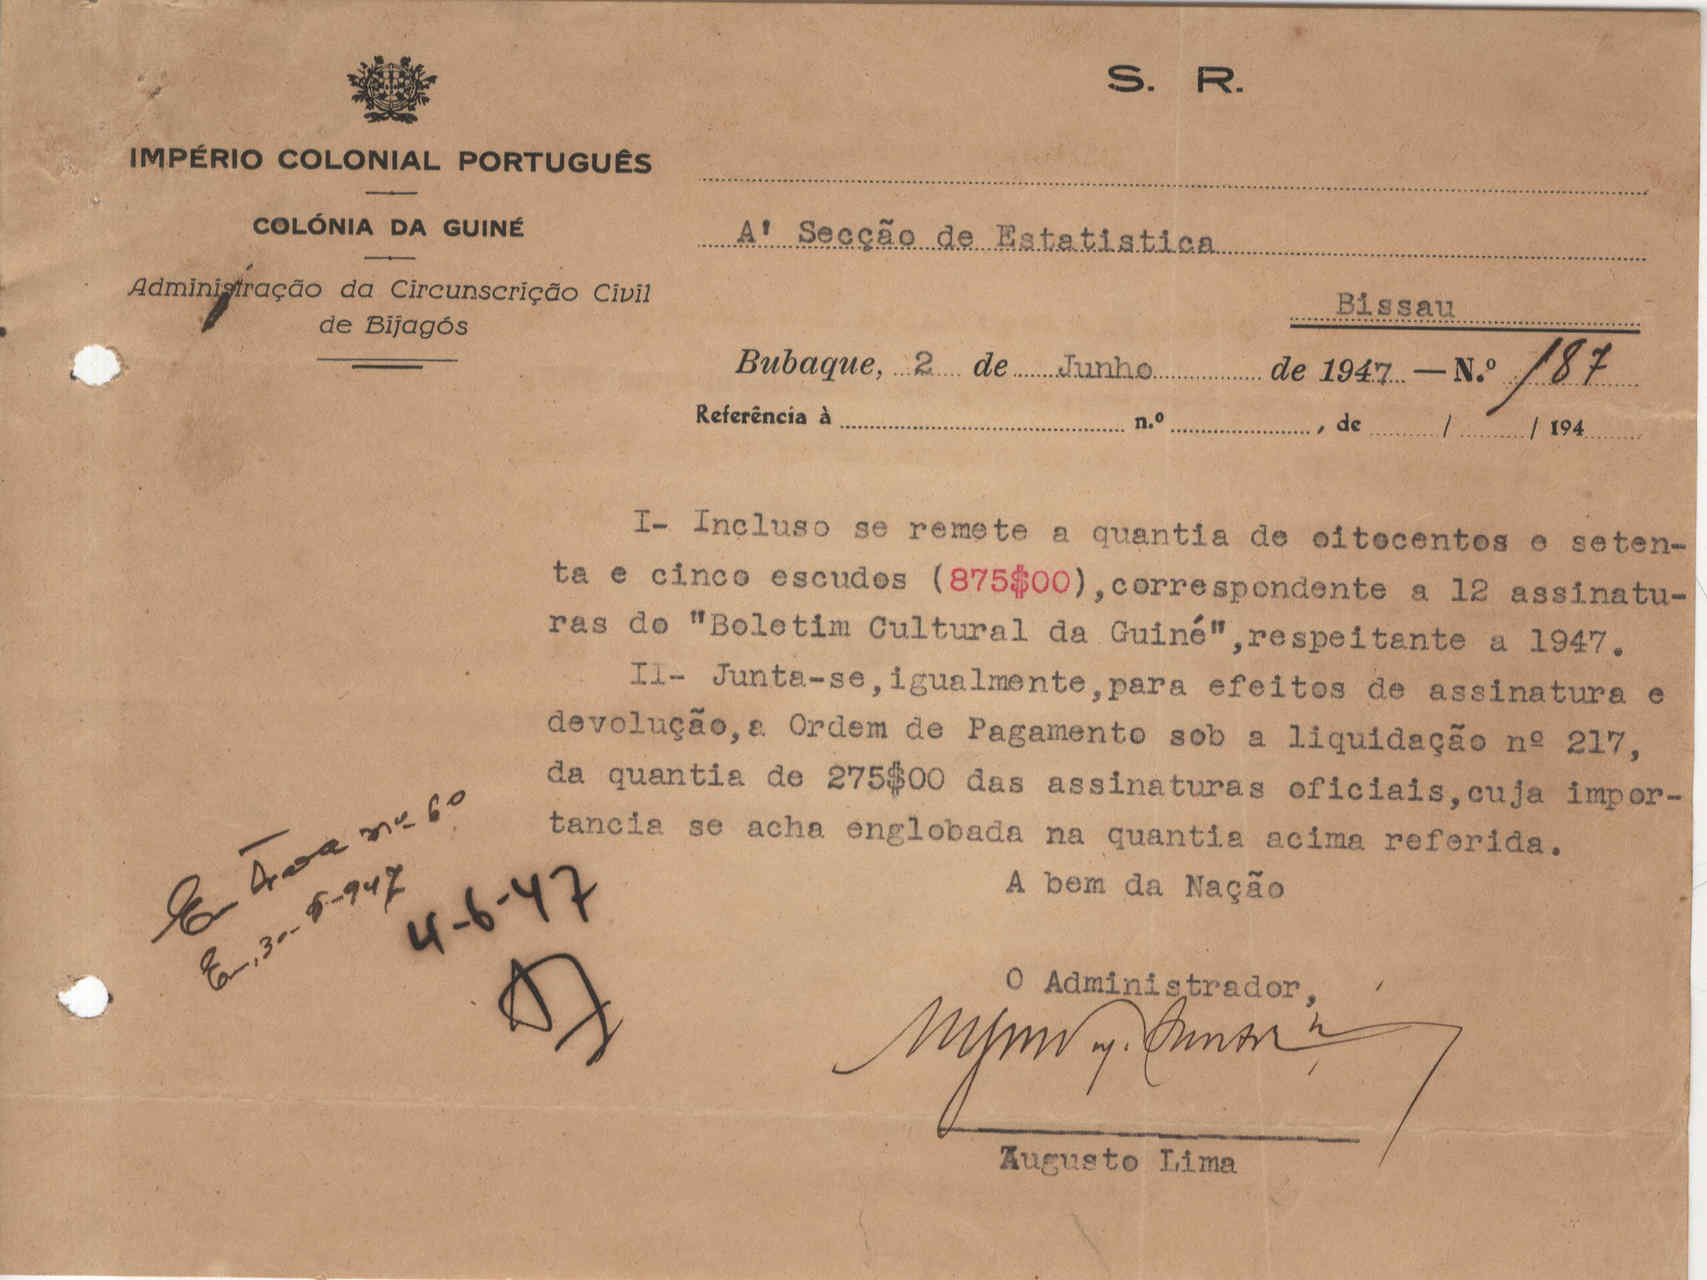 S. R.
IMPÉRIO COLONIAL PORTUGUÊS
COLÓNIA DA GUINÉ
Administração da Circunscrição Civil
de Bijagós
A' Secção de Estatistica
Bissau
Bubaque, 2 de Junho de 1947 — N.º 187
Referência à n.º , de / / 194
I- Incluso se remete a quantia de oitocentos e seten-
ta e cinco escudos (875$00),correspondente a 12 assinatu-
ras do "Boletim Cultural da Guiné",respeitante a 1947.
II- Junta-se,igualmente,para efeitos de assinatura e
devolução,a Ordem de Pagamento sob a liquidação nº 217,
da quantia de 275$00 das assinaturas oficiais,cuja impor-
tancia se acha englobada na quantia acima referida.
A bem da Nação
4-6-47
O Administrador,
Augusto Lima